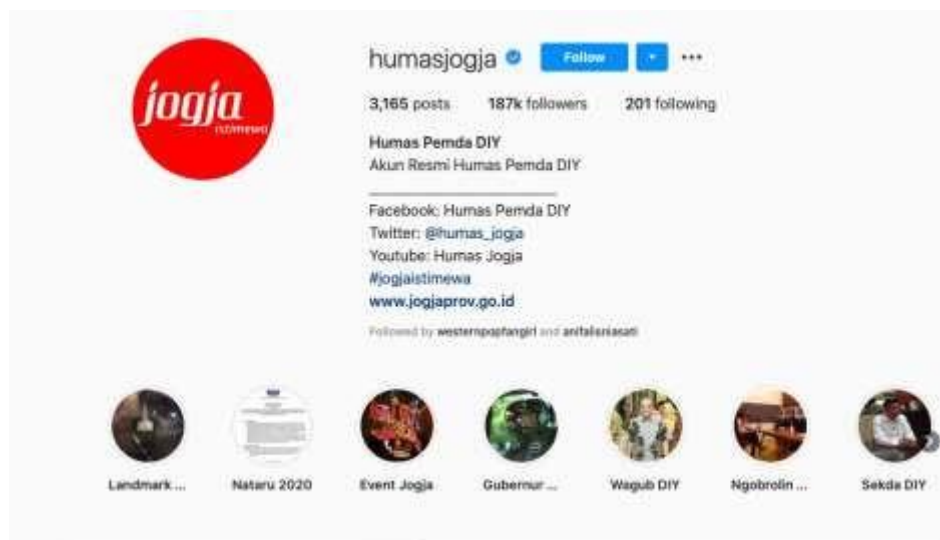 jogja
istimewa
humasjogja Follow
3,165 posts 187k followers 201 following
Humas Pemda DIY
Akun Resmi Humas Pemda DIY
Facebook: Humas Pemda DIY
Twitter: @humas_jogja
Youtube: Humas Jogja
#jogjaistimewa
www.jogjaprov.go.id
Followed by westernpopfangirl and anitalisniasati
Landmark ... Nataru 2020 Event Jogja Gubernur ... Wagub DIY Ngobrolin ... Sekda DIY